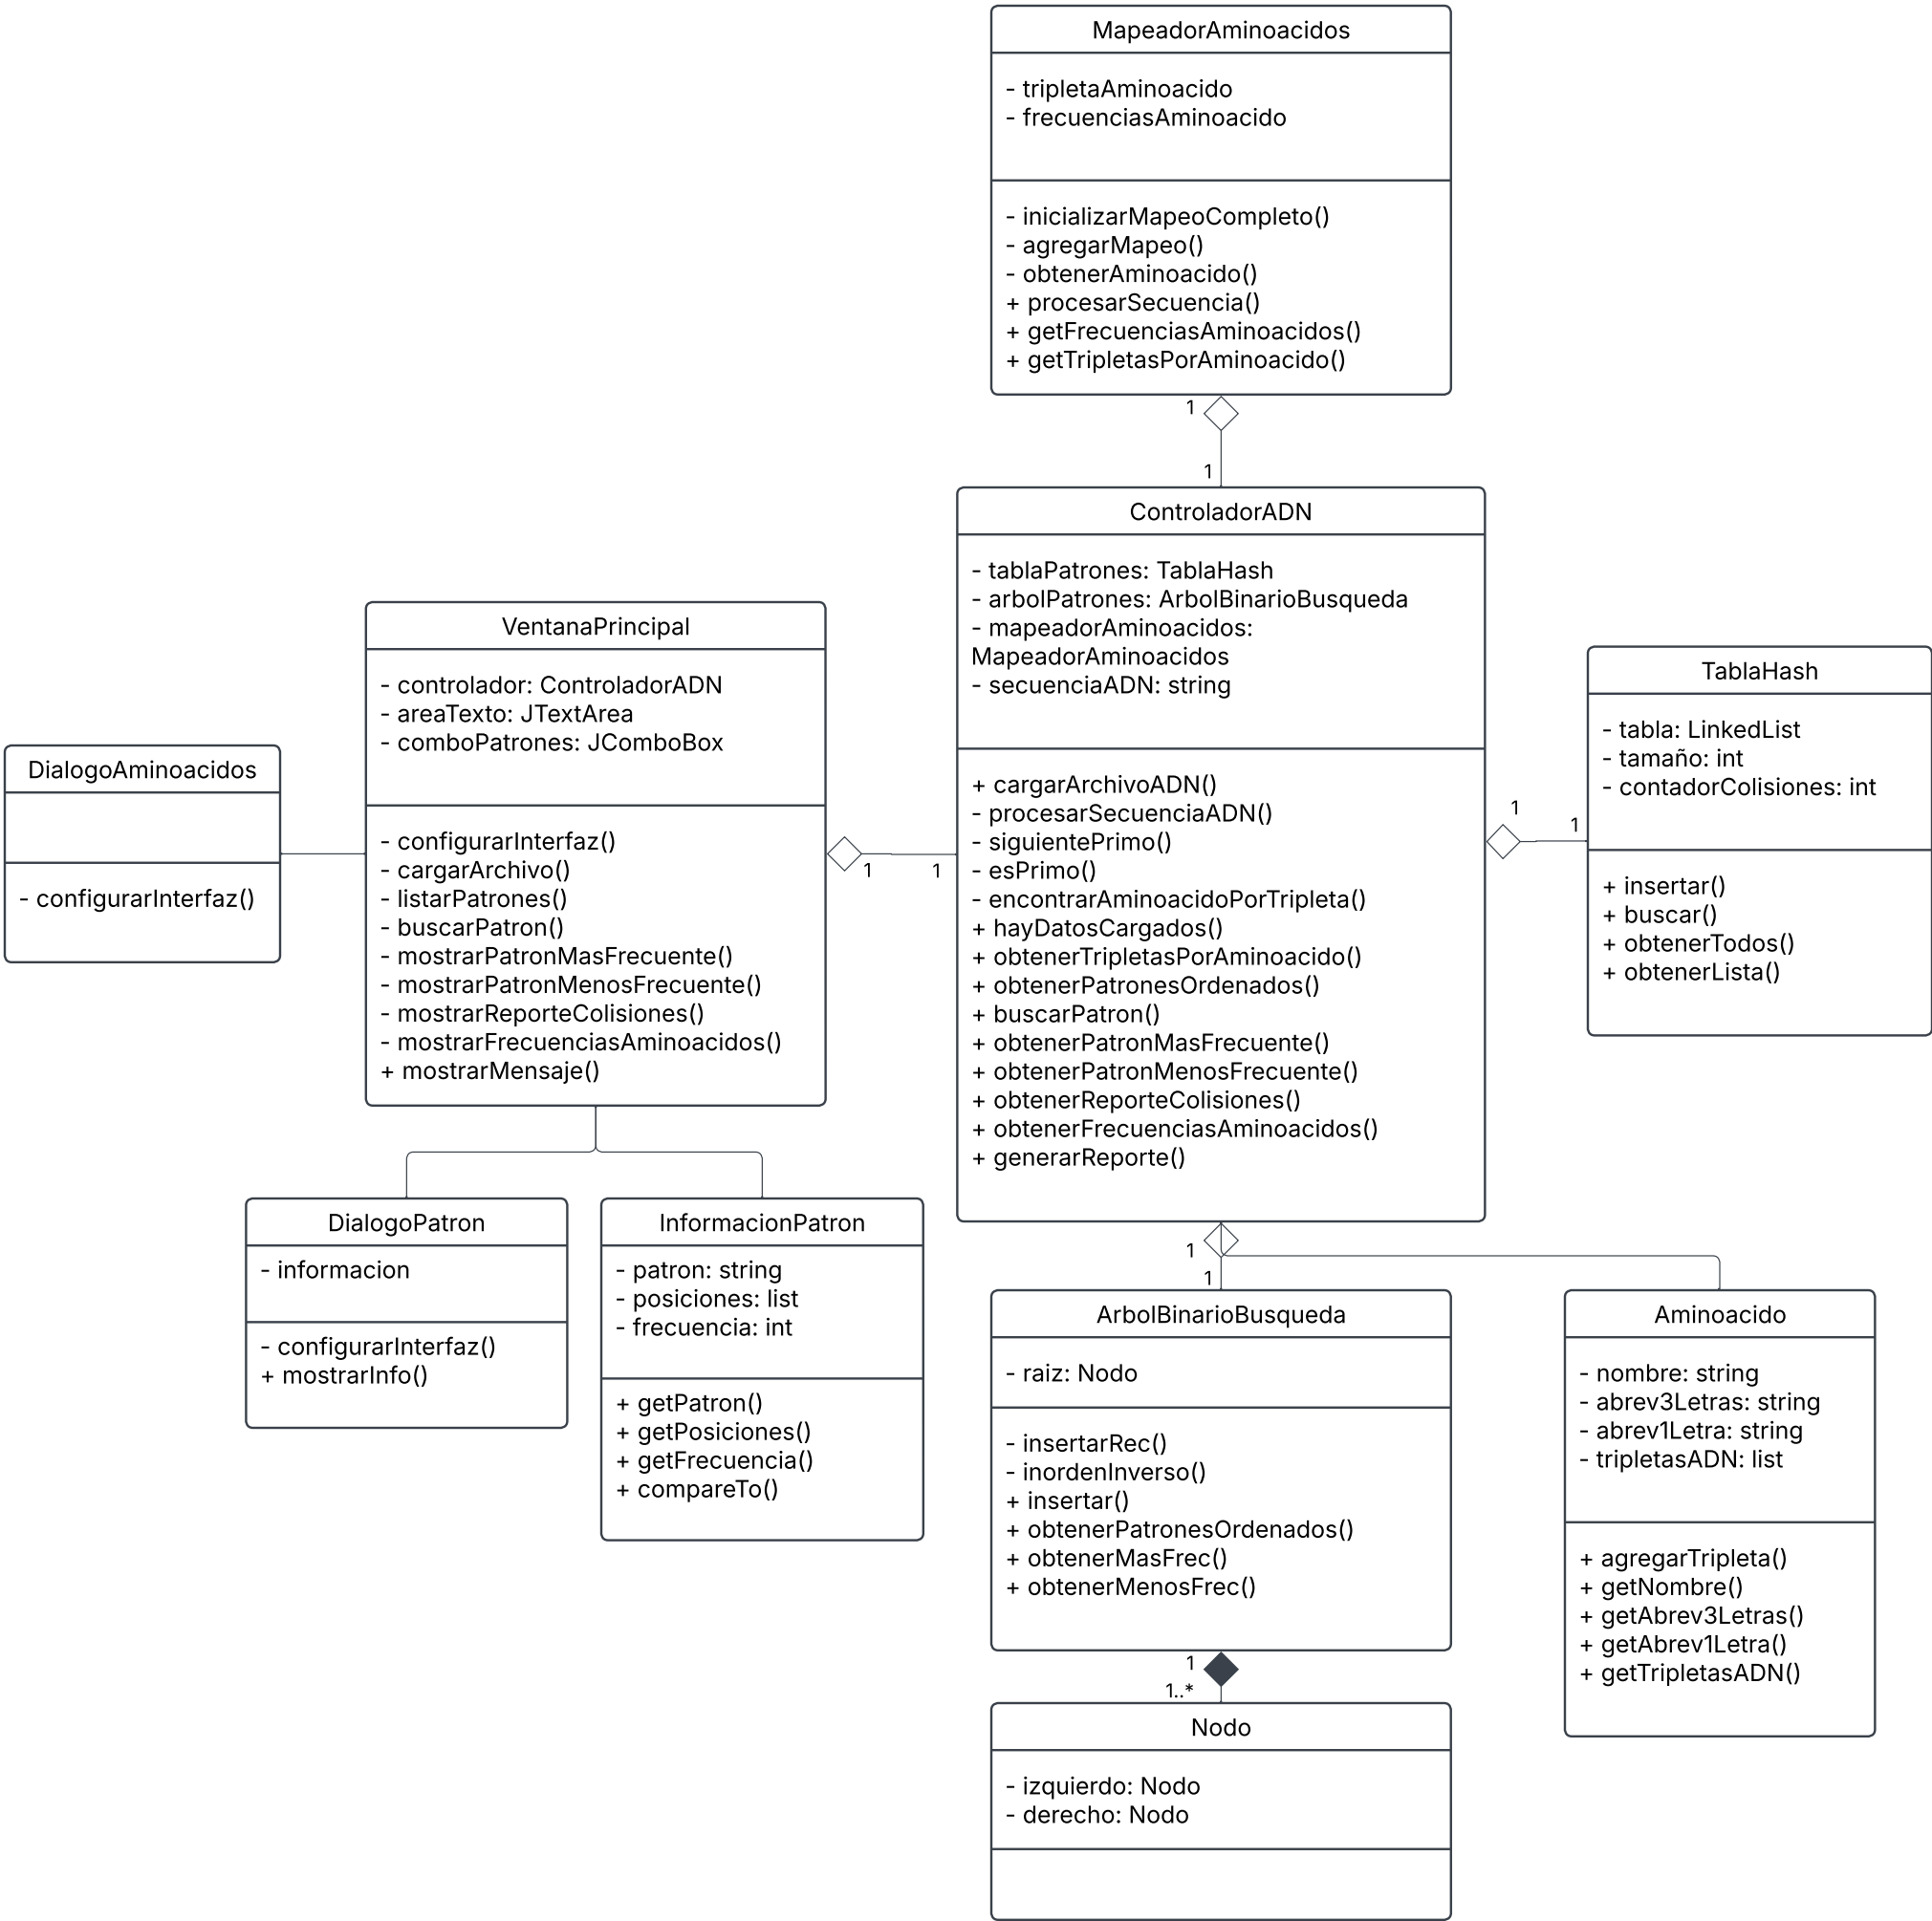 MapeadorAminoacidos
- tripletaAminoacido
- frecuenciasAminoacido
- inicializarMapeoCompleto()
- agregarMapeo()
- obtenerAminoacido()
+ procesarSecuencia()
+ getFrecuenciasAminoacidos()
+ getTripletasPorAminoacido()
1
1
ControladorADN
- tablaPatrones: TablaHash
- arbolPatrones: ArbolBinarioBusqueda
- mapeadorAminoacidos:
MapeadorAminoacidos
- secuenciaADN: string
+ cargarArchivoADN()
- procesarSecuenciaADN()
- siguientePrimo()
- esPrimo()
- encontrarAminoacidoPorTripleta()
+ hayDatosCargados()
+ obtenerTripletasPorAminoacido()
+ obtenerPatronesOrdenados()
+ buscarPatron()
+ obtenerPatronMasFrecuente()
+ obtenerPatronMenosFrecuente()
+ obtenerReporteColisiones()
+ obtenerFrecuenciasAminoacidos()
+ generarReporte()
VentanaPrincipal
- controlador: ControladorADN
- areaTexto: JTextArea
- comboPatrones: JComboBox
- configurarInterfaz()
- cargarArchivo()
- listarPatrones()
- buscarPatron()
- mostrarPatronMasFrecuente()
- mostrarPatronMenosFrecuente()
- mostrarReporteColisiones()
- mostrarFrecuenciasAminoacidos()
+ mostrarMensaje()
1
1
TablaHash
- tabla: LinkedList
- tamaño: int
- contadorColisiones: int
+ insertar()
+ buscar()
+ obtenerTodos()
+ obtenerLista()
1
1
DialogoAminoacidos
- configurarInterfaz()
DialogoPatron
- informacion
- configurarInterfaz()
+ mostrarInfo()
InformacionPatron
- patron: string
- posiciones: list
- frecuencia: int
+ getPatron()
+ getPosiciones()
+ getFrecuencia()
+ compareTo()
1
1
ArbolBinarioBusqueda
- raiz: Nodo
- insertarRec()
- inordenInverso()
+ insertar()
+ obtenerPatronesOrdenados()
+ obtenerMasFrec()
+ obtenerMenosFrec()
Aminoacido
- nombre: string
- abrev3Letras: string
- abrev1Letra: string
- tripletasADN: list
+ agregarTripleta()
+ getNombre()
+ getAbrev3Letras()
+ getAbrev1Letra()
+ getTripletasADN()
1
1..*
Nodo
- izquierdo: Nodo
- derecho: Nodo